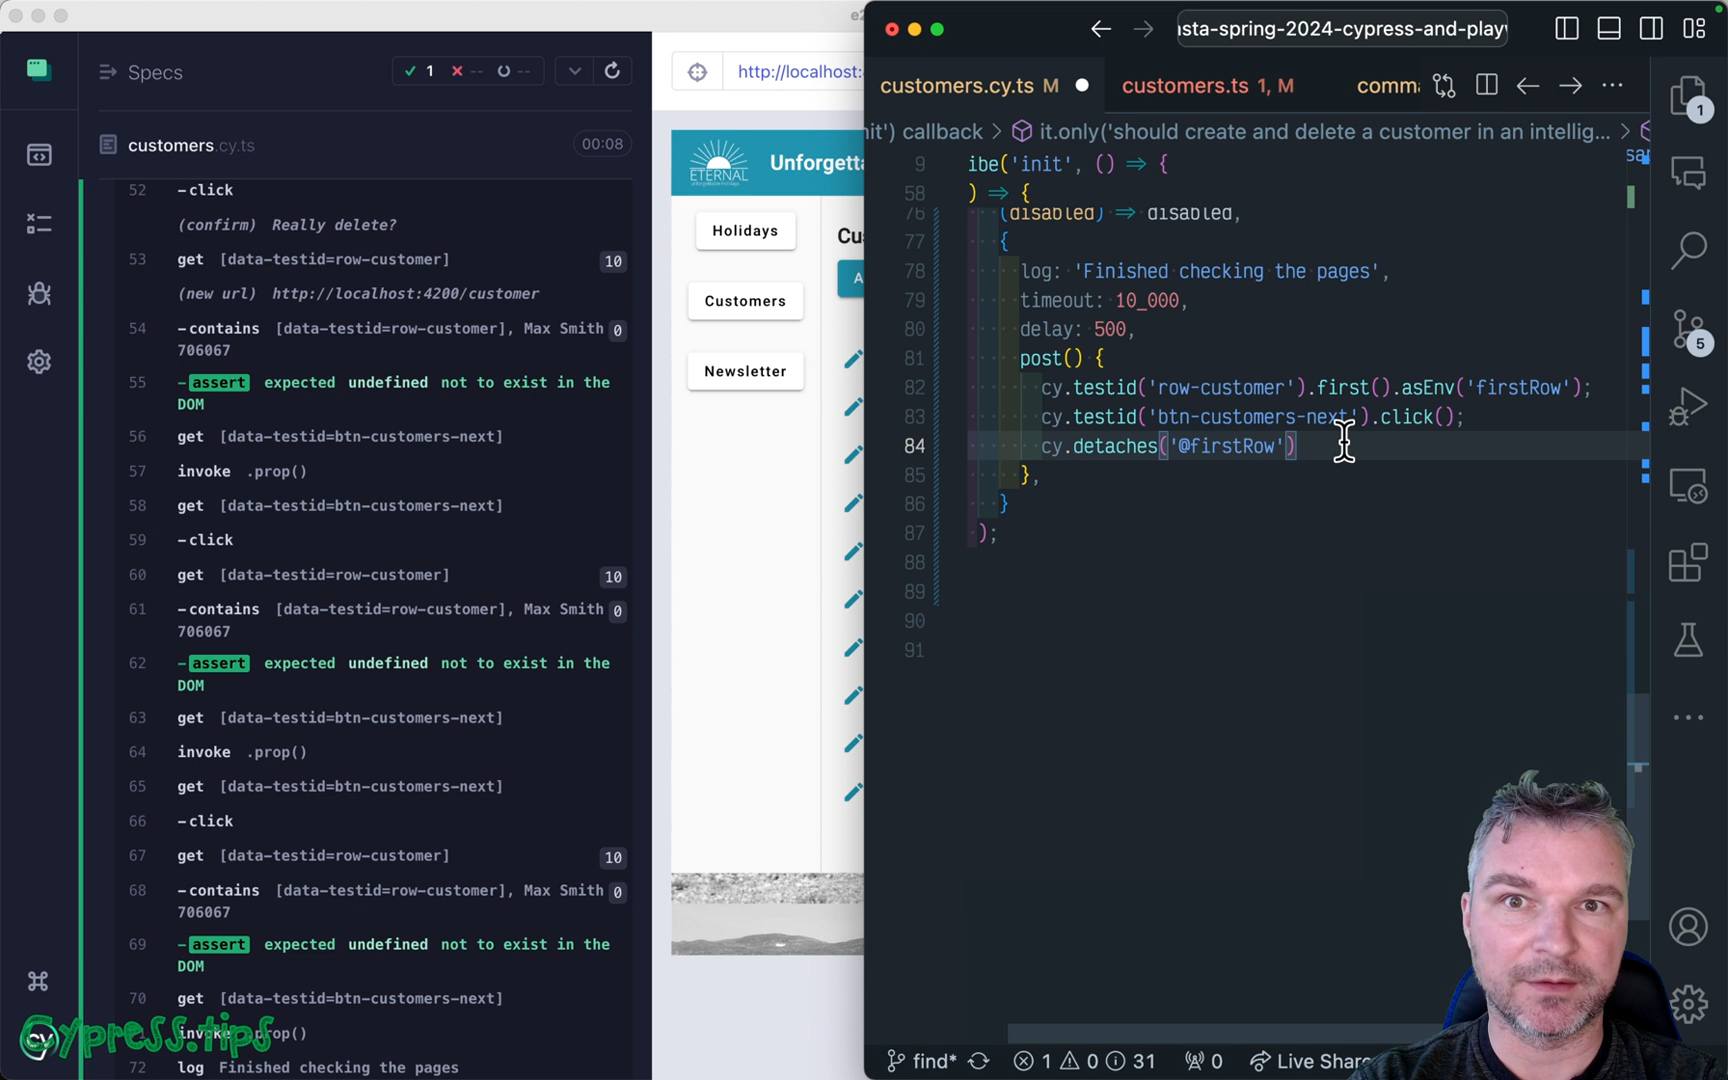 Specs
1
--
--
customers.cy.ts
00:08
52 -click
(confirm) Really delete?
53 get [data-testid=row-customer] 10
(new url) http://localhost:4200/customer
54 -contains [data-testid=row-customer], Max Smith 0
706067
55 -assert expected undefined not to exist in the
DOM
56 get [data-testid=btn-customers-next]
57 invoke .prop()
58 get [data-testid=btn-customers-next]
59 -click
60 get [data-testid=row-customer] 10
61 -contains [data-testid=row-customer], Max Smith 0
706067
62 -assert expected undefined not to exist in the
DOM
63 get [data-testid=btn-customers-next]
64 invoke .prop()
65 get [data-testid=btn-customers-next]
66 -click
67 get [data-testid=row-customer] 10
68 -contains [data-testid=row-customer], Max Smith 0
706067
69 -assert expected undefined not to exist in the
DOM
70 get [data-testid=btn-customers-next]
invoke .prop()
72 log Finished checking the pages
Cypress.tips
cy
e2
http://localhost:
ETERNAL
Unforgetta
Holidays
Customers
Newsletter
Cu
A
asta-spring-2024-cypress-and-play
customers.cy.ts M
customers.ts 1, M
comma
it') callback > it.only('should create and delete a customer in an intellig... >
9 ibe('init', () => {
58 ) => {
76 (disabled) => disabled,
77 {
78 log: 'Finished checking the pages',
79 timeout: 10_000,
80 delay: 500,
81 post() {
82 cy.testid('row-customer').first().asEnv('firstRow');
83 cy.testid('btn-customers-next').click();
84 cy.detaches('@firstRow')
85 },
86 }
87 );
88
89
90
91
1
5
find* 1 0 31 0 Live Share